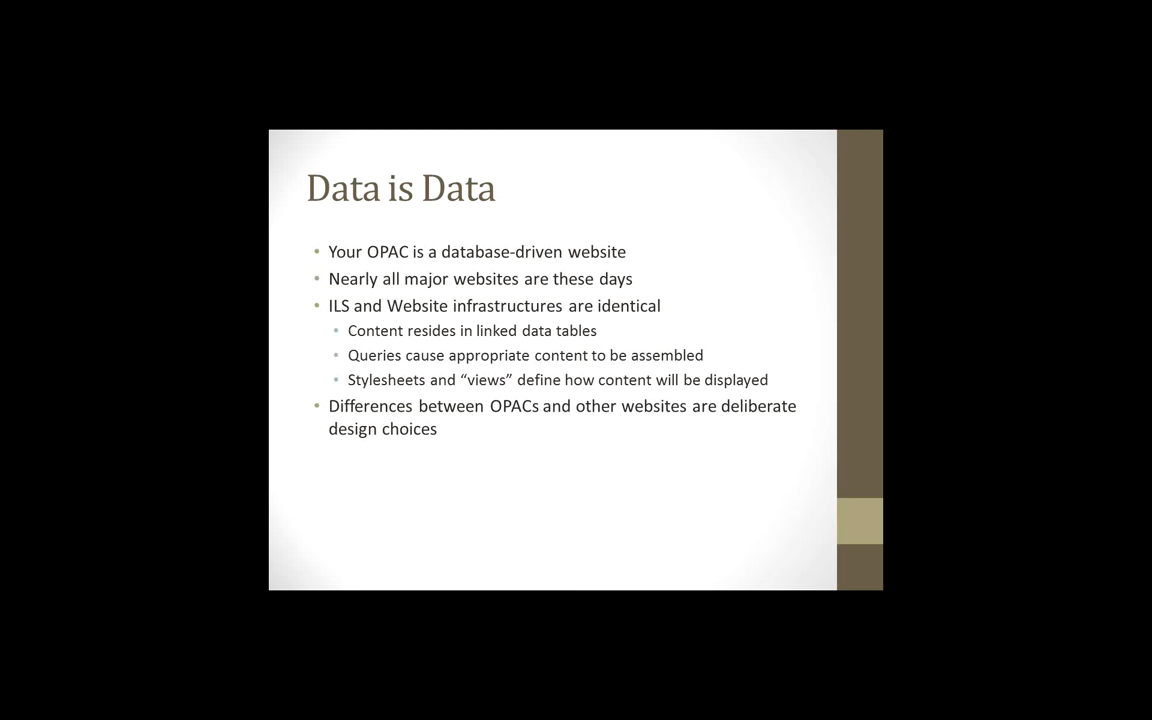 Data is Data
• Your OPAC is a database-driven website
• Nearly all major websites are these days
• ILS and Website infrastructures are identical
• Content resides in linked data tables
• Queries cause appropriate content to be assembled
• Stylesheets and “views” define how content will be displayed
• Differences between OPACs and other websites are deliberate
design choices